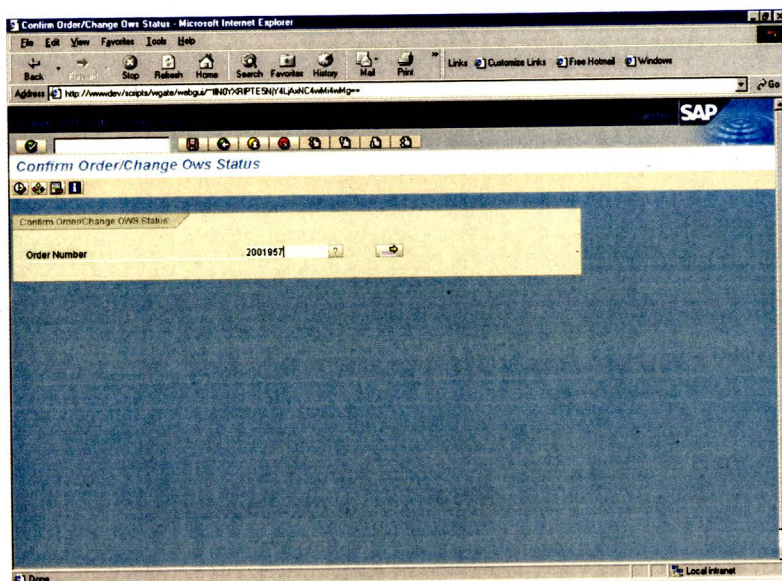 Confirm Order/Change Ows Status - Microsoft Internet Explorer
File Edit View Favorites Tools Help
Back Forward Stop Refresh Home Search Favorites History Mail Print » Links Customize Links Free Hotmail Windows
Address Go
SAP
Confirm Order/Change Ows Status
Confirm Order/Change OWS Status
Order Number 2001957 ?
Done Local intranet